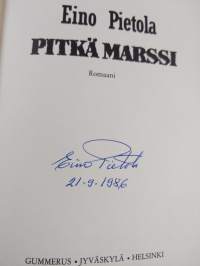 Eino Pietola
PITKÄ MARSSI
Romaani
Eino Pietola
21-9-1986
GUMMERUS • JYVÄSKYLÄ • HELSINKI